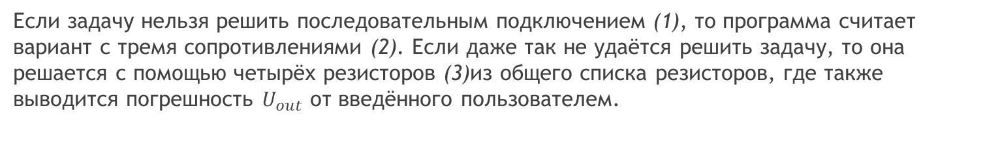 Если задачу нельзя решить последовательным подключением (1), то программа считает
вариант с тремя сопротивлениями (2). Если даже так не удаётся решить задачу, то она
решается с помощью четырёх резисторов (3)из общего списка резисторов, где также
выводится погрешность U_out от введённого пользователем.